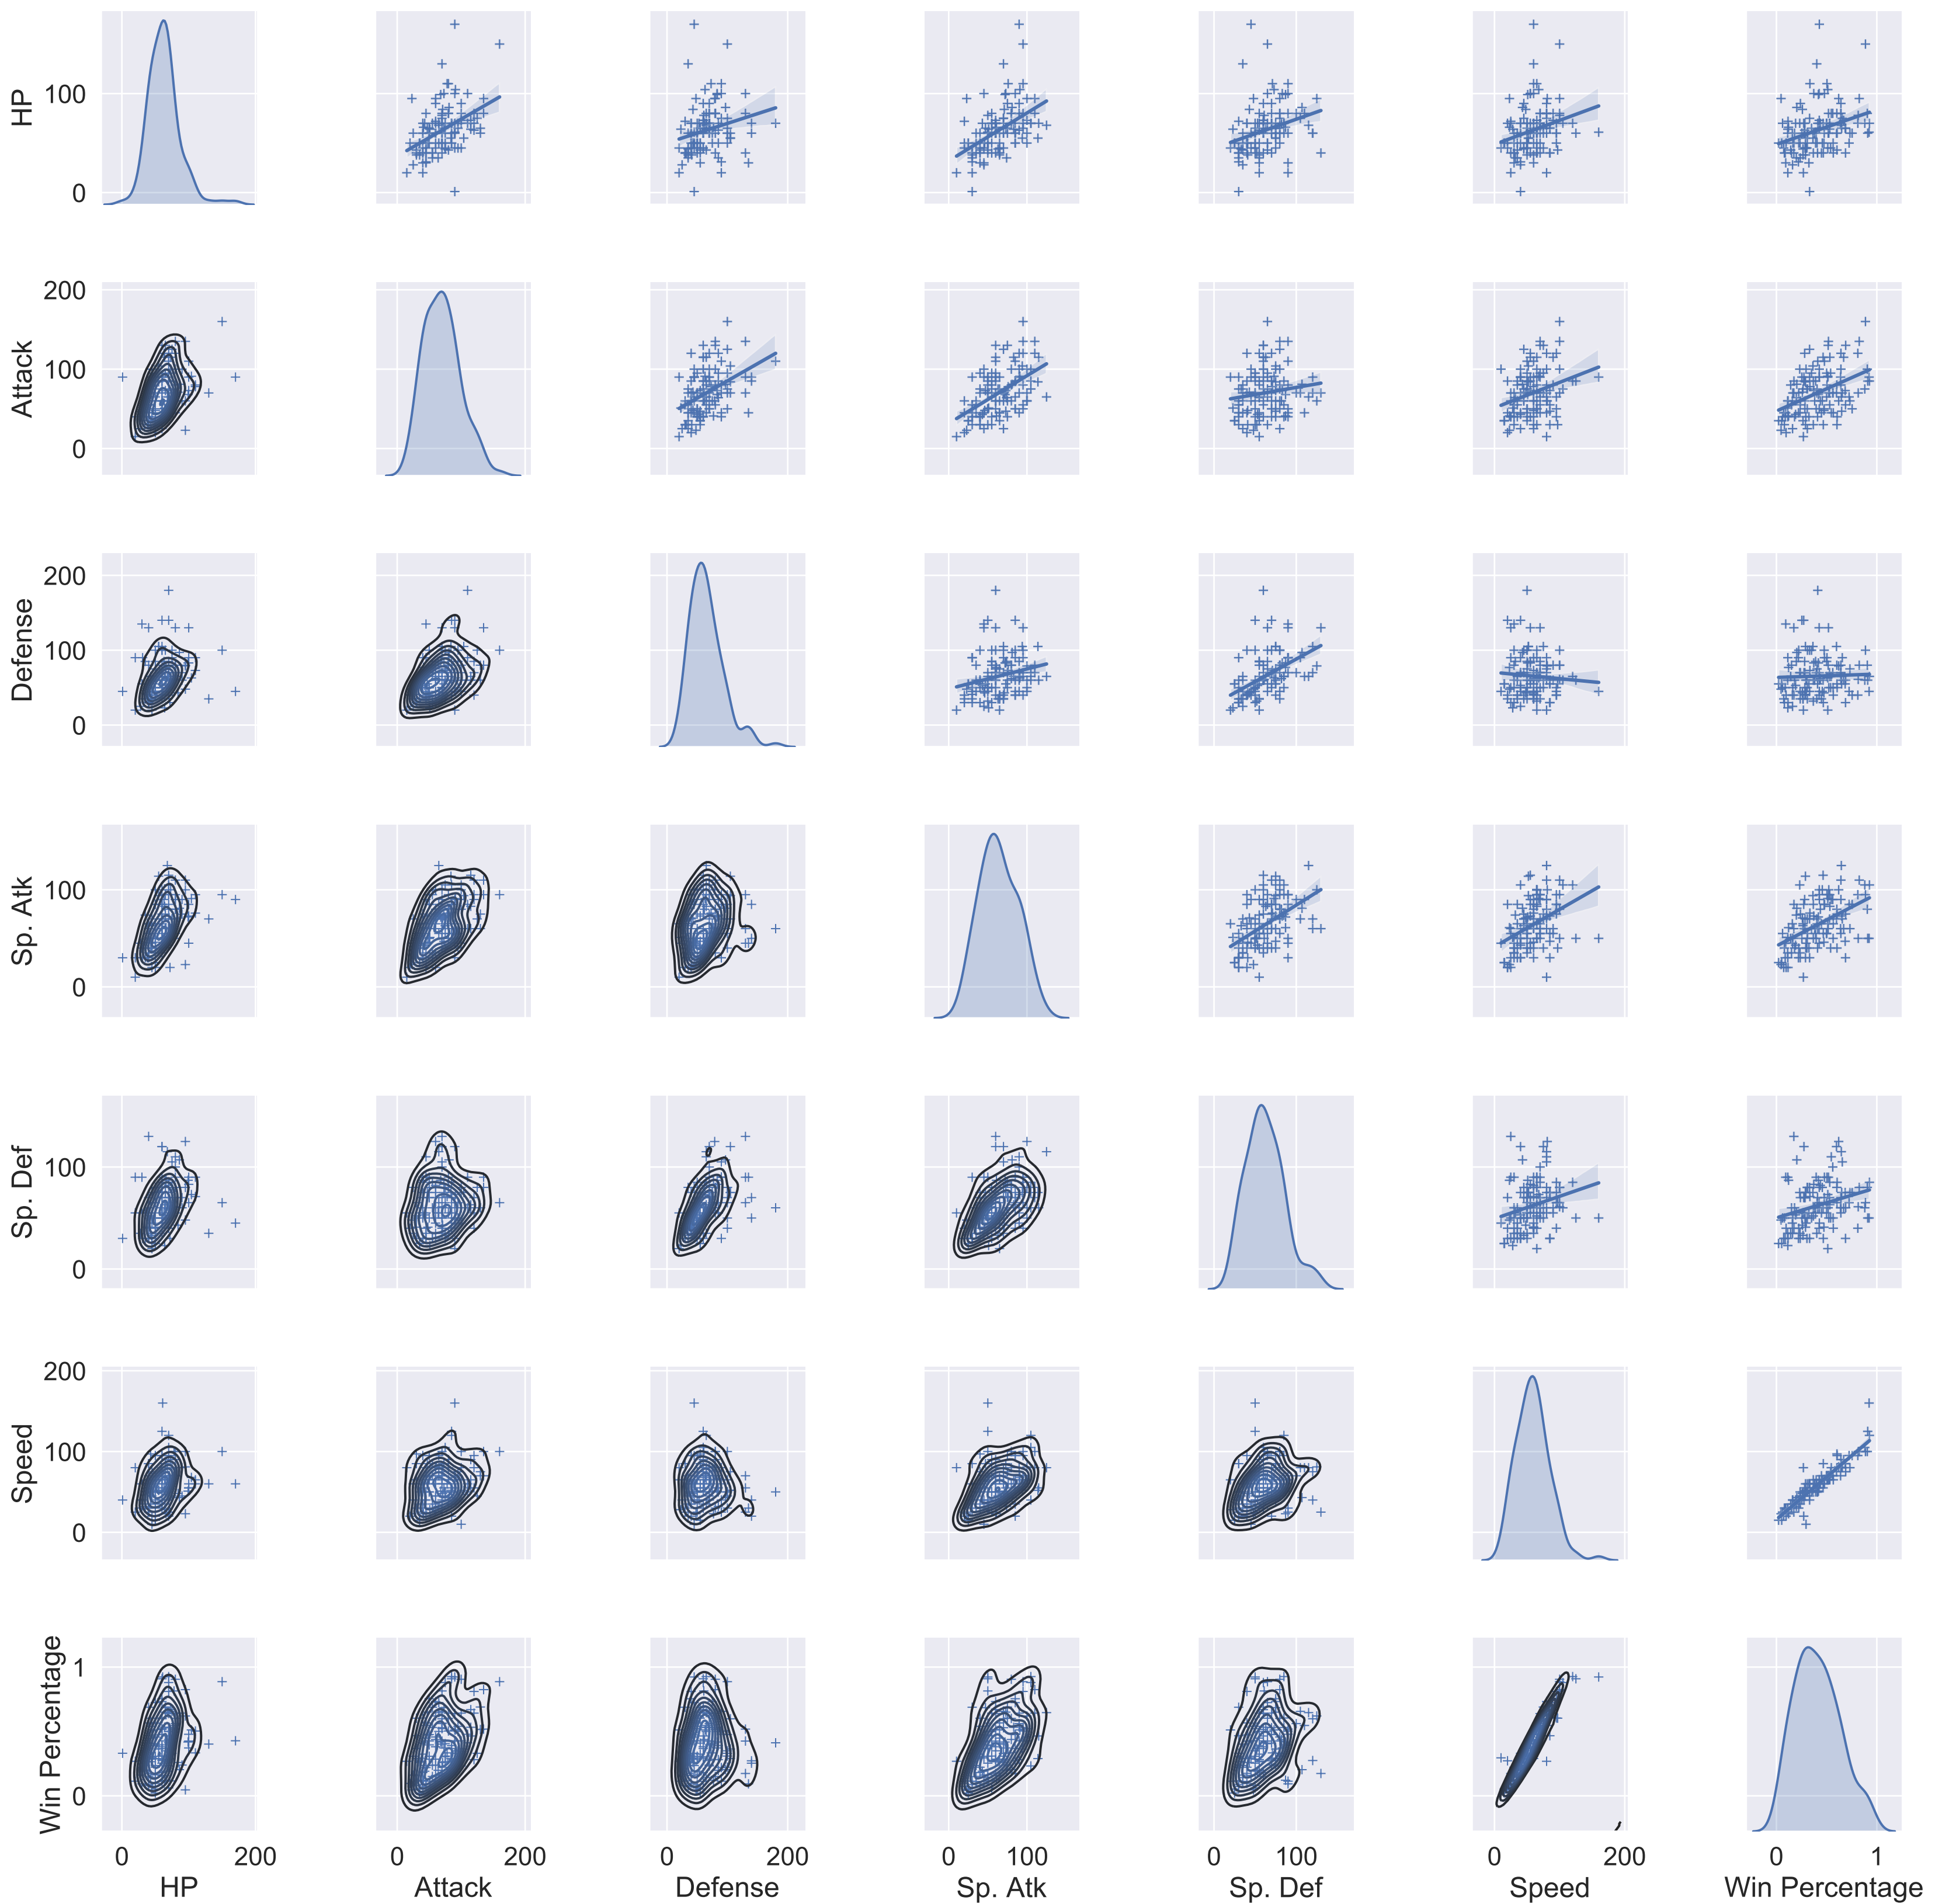 HP
100
0
Attack
200
100
0
Defense
200
100
0
Sp. Atk
100
0
Sp. Def
100
0
Speed
200
100
0
Win Percentage
1
0
0 200 0 200 0 200 0 100 0 100 0 200 0 1
HP Attack Defense Sp. Atk Sp. Def Speed Win Percentage